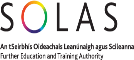 SOLAS
An tSeirbhís Oideachais Leanúnaigh agus Scileanna
Further Education and Training Authority